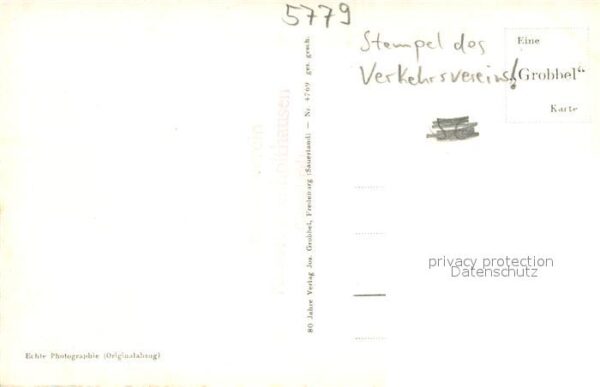 5779
Stempel des
Verkehrsvereins!
Eine
Grobbel“
Karte
80 Jahre Verlag Jos. Grobbel, Fredeburg (Sauerland) — Nr. 4769 ges. gesch.
privacy protection
Datenschutz
Echte Photographie (Originalabzug)